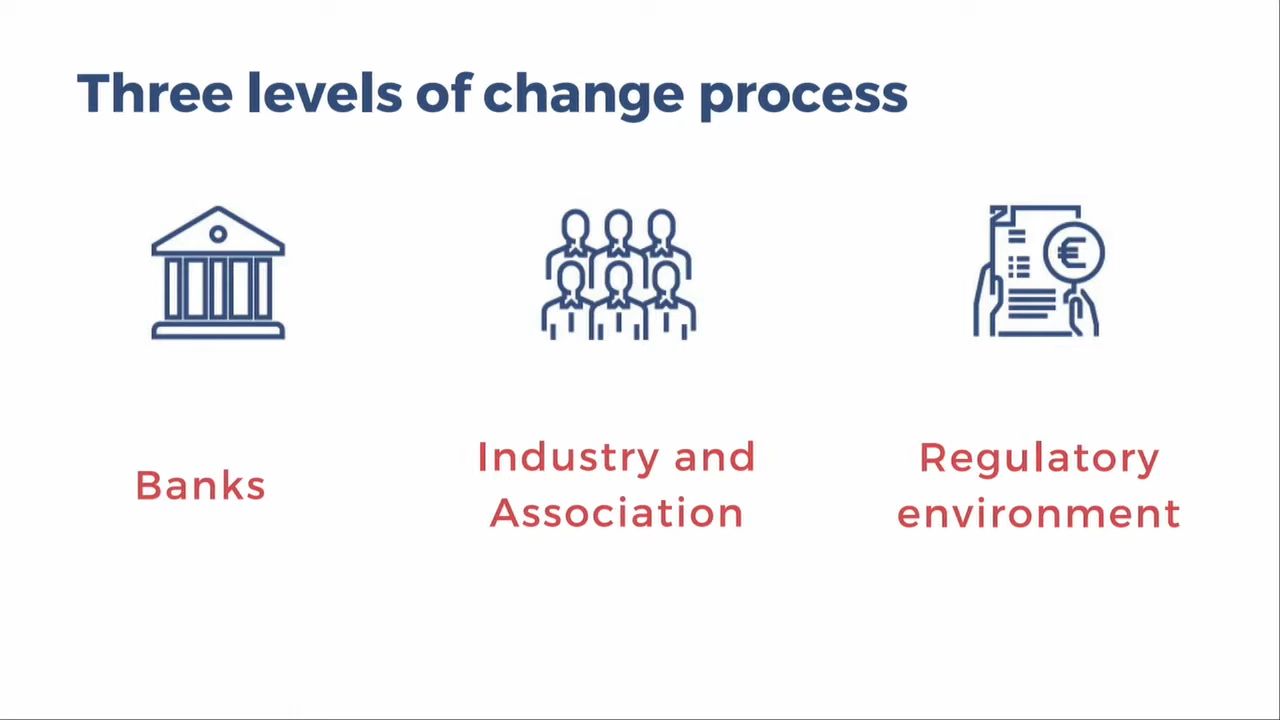 Three levels of change process
€
Banks
Industry and
Association
Regulatory
environment